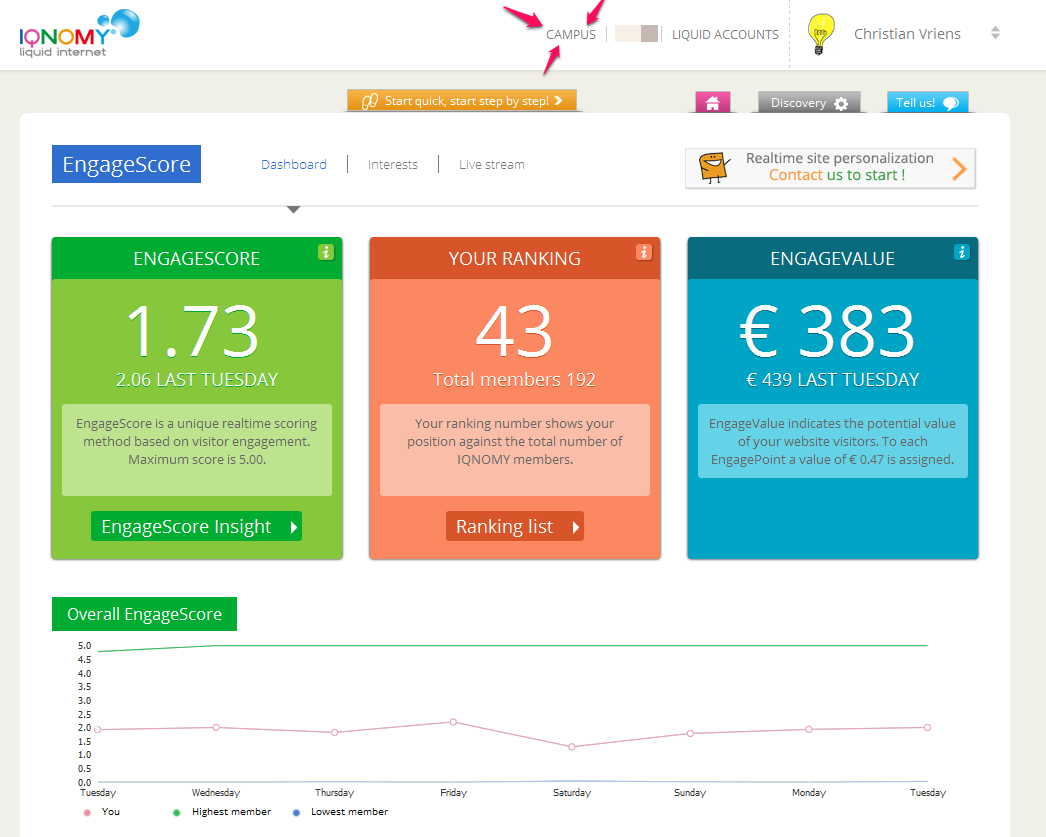 IQNOMY
liquid internet
CAMPUS
LIQUID ACCOUNTS
Christian Vriens
Start quick, start step by step!
Discovery
Tell us!
EngageScore
Dashboard
Interests
Live stream
Realtime site personalization
Contact us to start !
ENGAGESCORE
i
1.73
2.06 LAST TUESDAY
EngageScore is a unique realtime scoring
method based on visitor engagement.
Maximum score is 5.00.
EngageScore Insight
YOUR RANKING
i
43
Total members 192
Your ranking number shows your
position against the total number of
IQNOMY members.
Ranking list
ENGAGEVALUE
i
€ 383
€ 439 LAST TUESDAY
EngageValue indicates the potential value
of your website visitors. To each
EngagePoint a value of € 0.47 is assigned.
Overall EngageScore
5.0
4.5
4.0
3.5
3.0
2.5
2.0
1.5
1.0
0.5
0.0
Tuesday
Wednesday
Thursday
Friday
Saturday
Sunday
Monday
Tuesday
You
Highest member
Lowest member